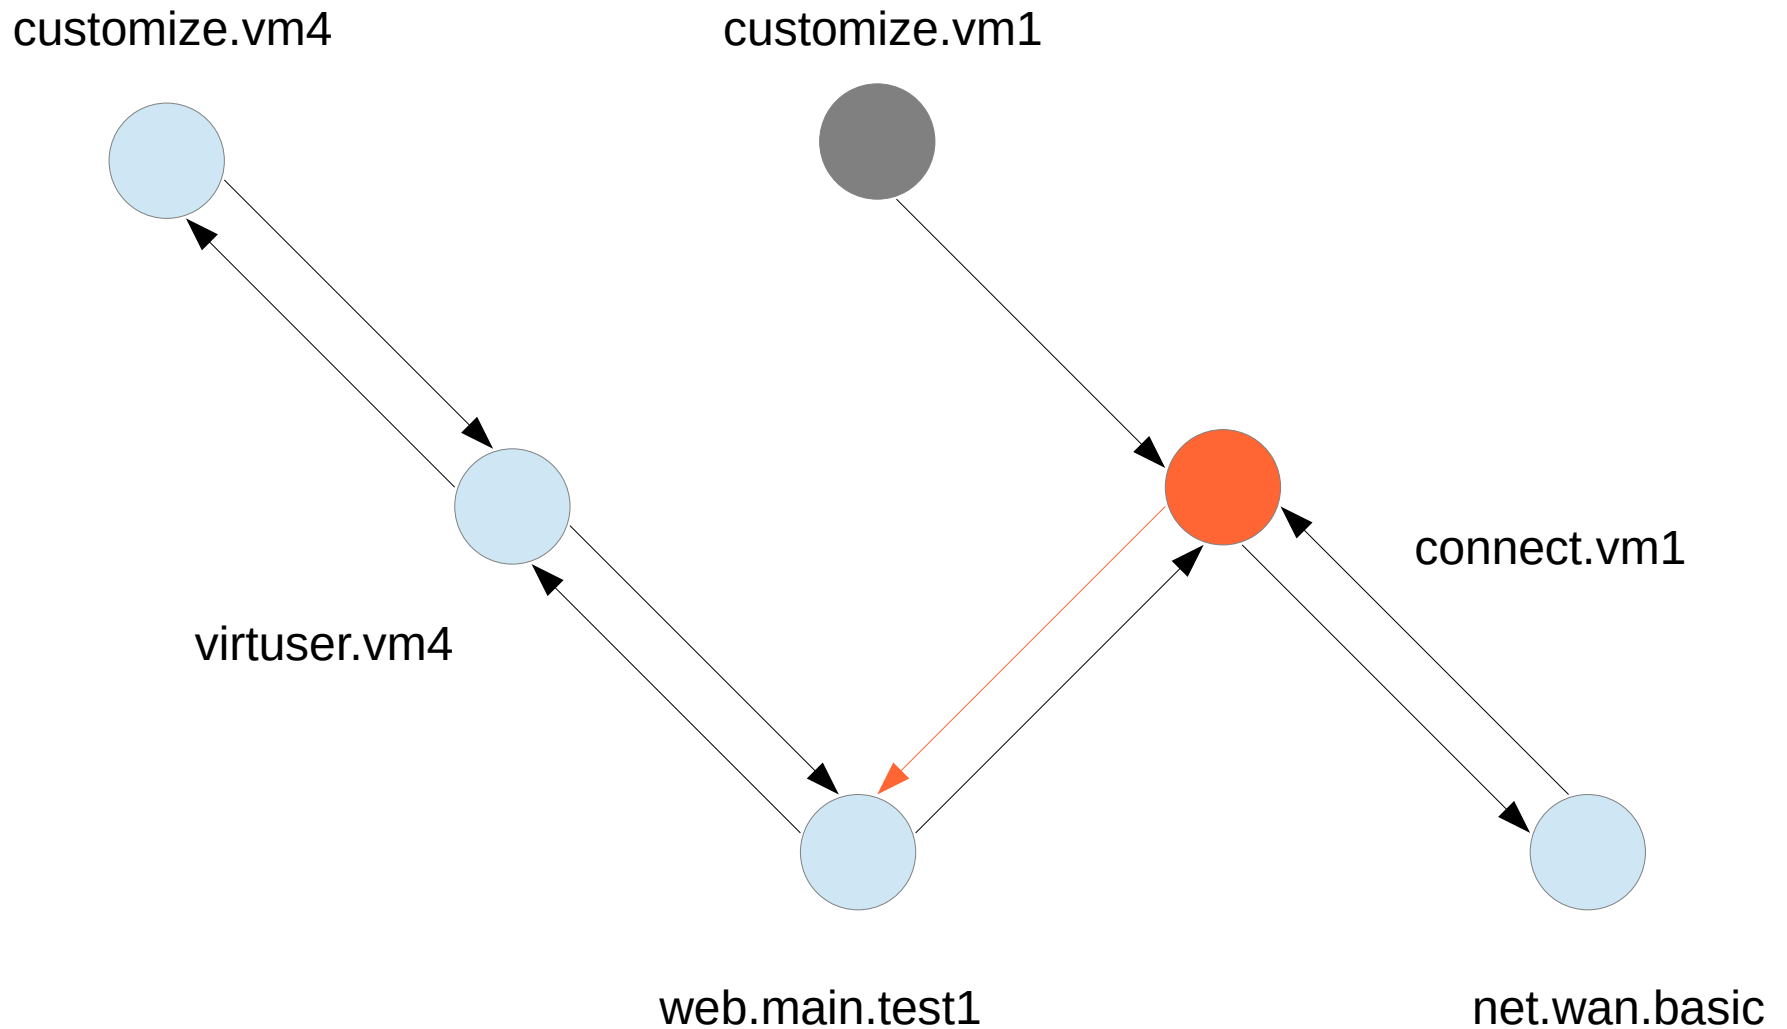 customize.vm4
customize.vm1
connect.vm1
virtuser.vm4
web.main.test1
net.wan.basic